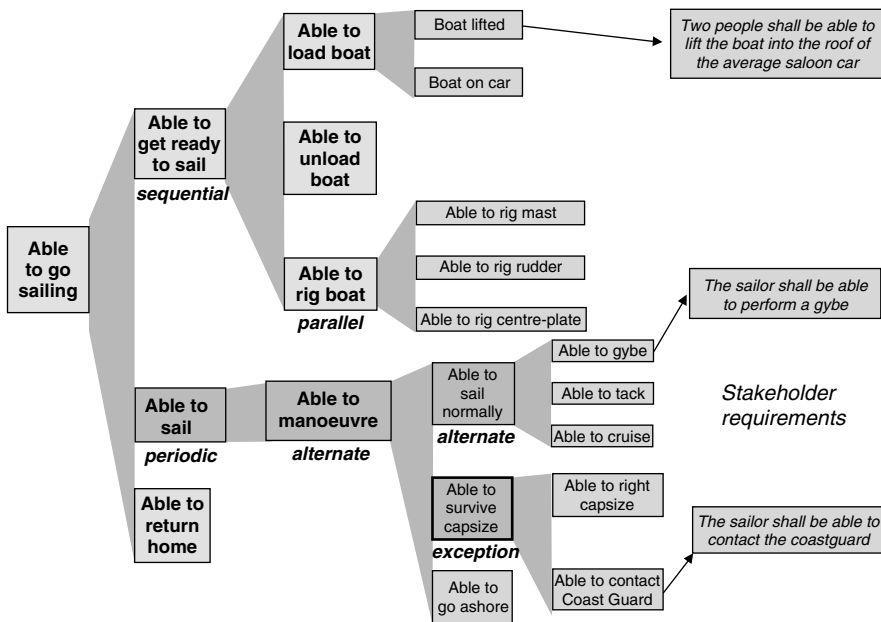 Able
to go
sailing
Able to
get ready
to sail
sequential
Able to
load boat
Boat lifted
Two people shall be able to
lift the boat into the roof of
the average saloon car
Boat on car
Able to
unload
boat
Able to
rig boat
parallel
Able to rig mast
Able to rig rudder
Able to rig centre-plate
Able to
sail
periodic
Able to
manoeuvre
alternate
Able to
sail
normally
alternate
Able to gybe
The sailor shall be able
to perform a gybe
Able to tack
Able to cruise
Stakeholder
requirements
Able to
survive
capsize
exception
Able to right
capsize
Able to contact
Coast Guard
The sailor shall be able to
contact the coastguard
Able to
go ashore
Able to
return
home